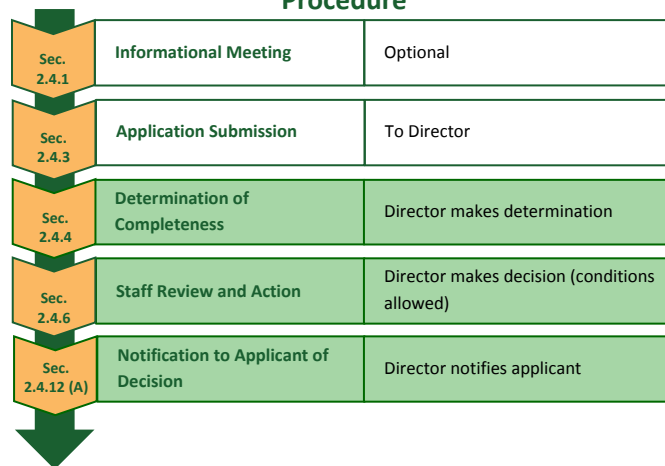 Procedure
Sec.
2.4.1
Informational Meeting
Optional
Sec.
2.4.3
Application Submission
To Director
Sec.
2.4.4
Determination of
Completeness
Director makes determination
Sec.
2.4.6
Staff Review and Action
Director makes decision (conditions
allowed)
Sec.
2.4.12 (A)
Notification to Applicant of
Decision
Director notifies applicant